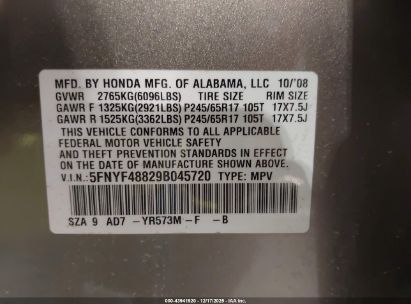 MFD. BY HONDA MFG. OF ALABAMA, LLC 10/'08
GVWR 2765KG(6096LBS) TIRE SIZE RIM SIZE
GAWR F 1325KG(2921LBS) P245/65R17 105T 17X7.5J
GAWR R 1525KG(3362LBS) P245/65R17 105T 17X7.5J
THIS VEHICLE CONFORMS TO ALL APPLICABLE
FEDERAL MOTOR VEHICLE SAFETY
AND THEFT PREVENTION STANDARDS IN EFFECT
ON THE DATE OF MANUFACTURE SHOWN ABOVE.
V.I.N.: 5FNYF48829B045720 TYPE: MPV
SZA 9 AD7 -YR573M-F -B
000-43941520 - 12/17/2025 - IAAI.COM